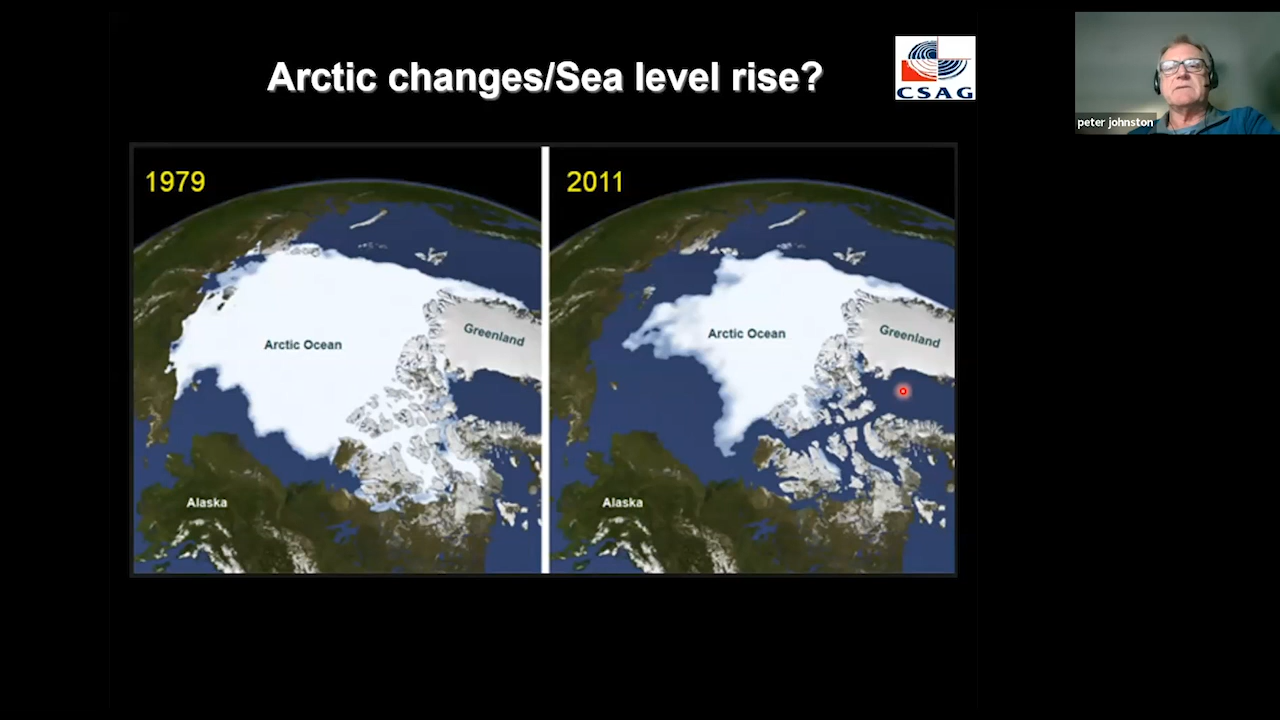 Arctic changes/Sea level rise?
CSAG
peter johnston
1979
2011
Arctic Ocean
Greenland
Alaska
Arctic Ocean
Greenland
Alaska